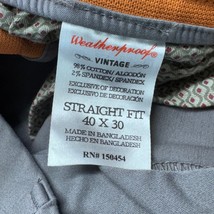 Weatherproof®
VINTAGE
98% COTTON/ ALGODÓN
2% SPANDEX/ SPANDEX
EXCLUSIVE OF DECORATION
EXCLUSIVO DE DECORACIÓN
STRAIGHT FIT
40 X 30
MADE IN BANGLADESH
HECHO EN BANGLADESH
RN# 150454